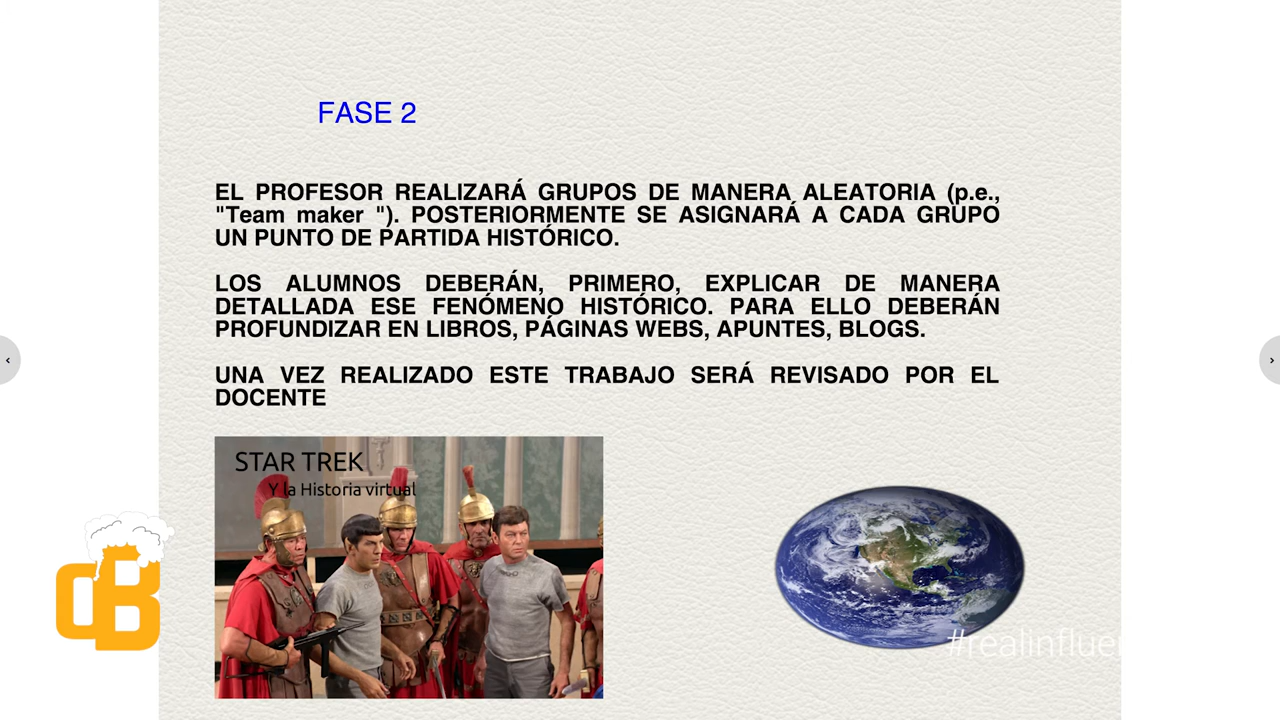 FASE 2
EL PROFESOR REALIZARÁ GRUPOS DE MANERA ALEATORIA (p.e.,
"Team maker "). POSTERIORMENTE SE ASIGNARÁ A CADA GRUPO
UN PUNTO DE PARTIDA HISTÓRICO.
LOS ALUMNOS DEBERÁN, PRIMERO, EXPLICAR DE MANERA
DETALLADA ESE FENÓMENO HISTÓRICO. PARA ELLO DEBERÁN
PROFUNDIZAR EN LIBROS, PÁGINAS WEBS, APUNTES, BLOGS.
UNA VEZ REALIZADO ESTE TRABAJO SERÁ REVISADO POR EL
DOCENTE
STAR TREK
Y la Historia virtual
#realinfluen